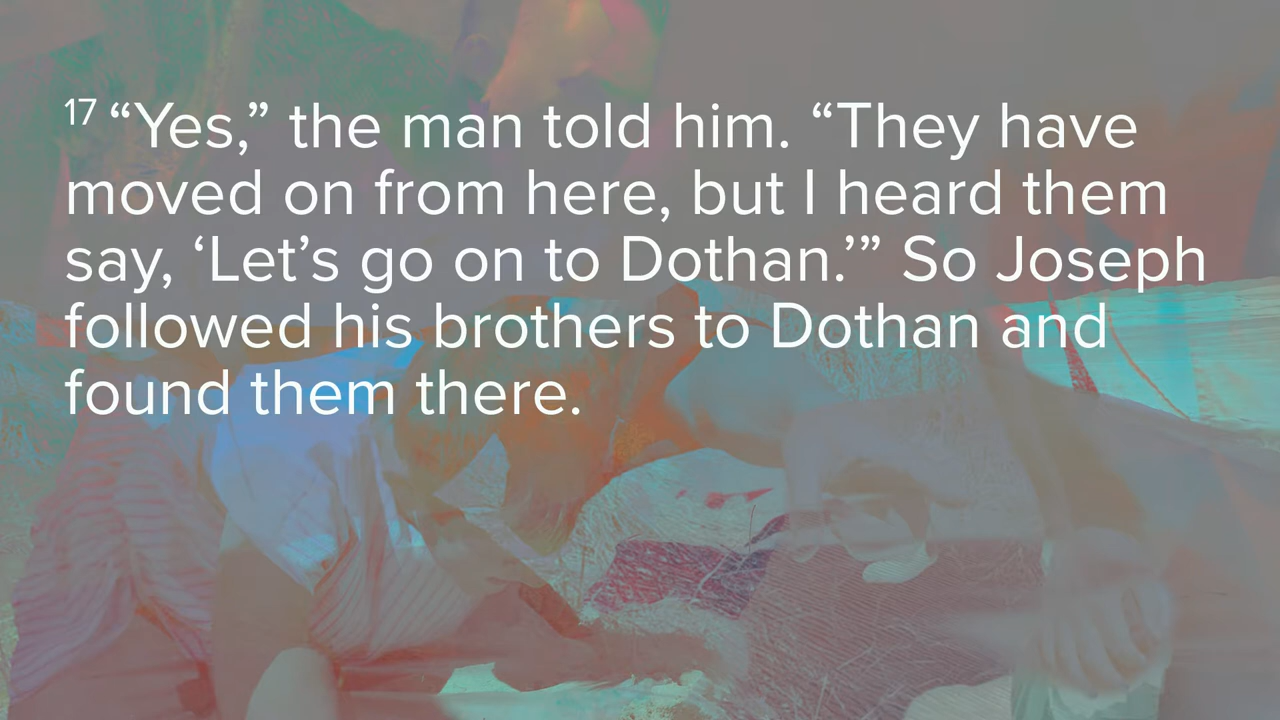 17 “Yes,” the man told him. “They have
moved on from here, but I heard them
say, ‘Let’s go on to Dothan.’” So Joseph
followed his brothers to Dothan and
found them there.